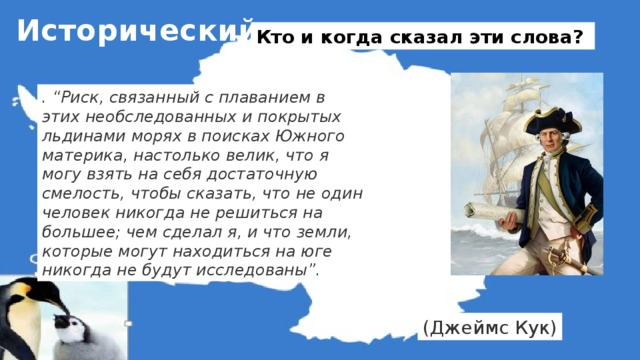 Исторический
Кто и когда сказал эти слова?
. “Риск, связанный с плаванием в
этих необследованных и покрытых
льдинами морях в поисках Южного
материка, настолько велик, что я
могу взять на себя достаточную
смелость, чтобы сказать, что не один
человек никогда не решиться на
большее; чем сделал я, и что земли,
которые могут находиться на юге
никогда не будут исследованы”.
(Джеймс Кук)